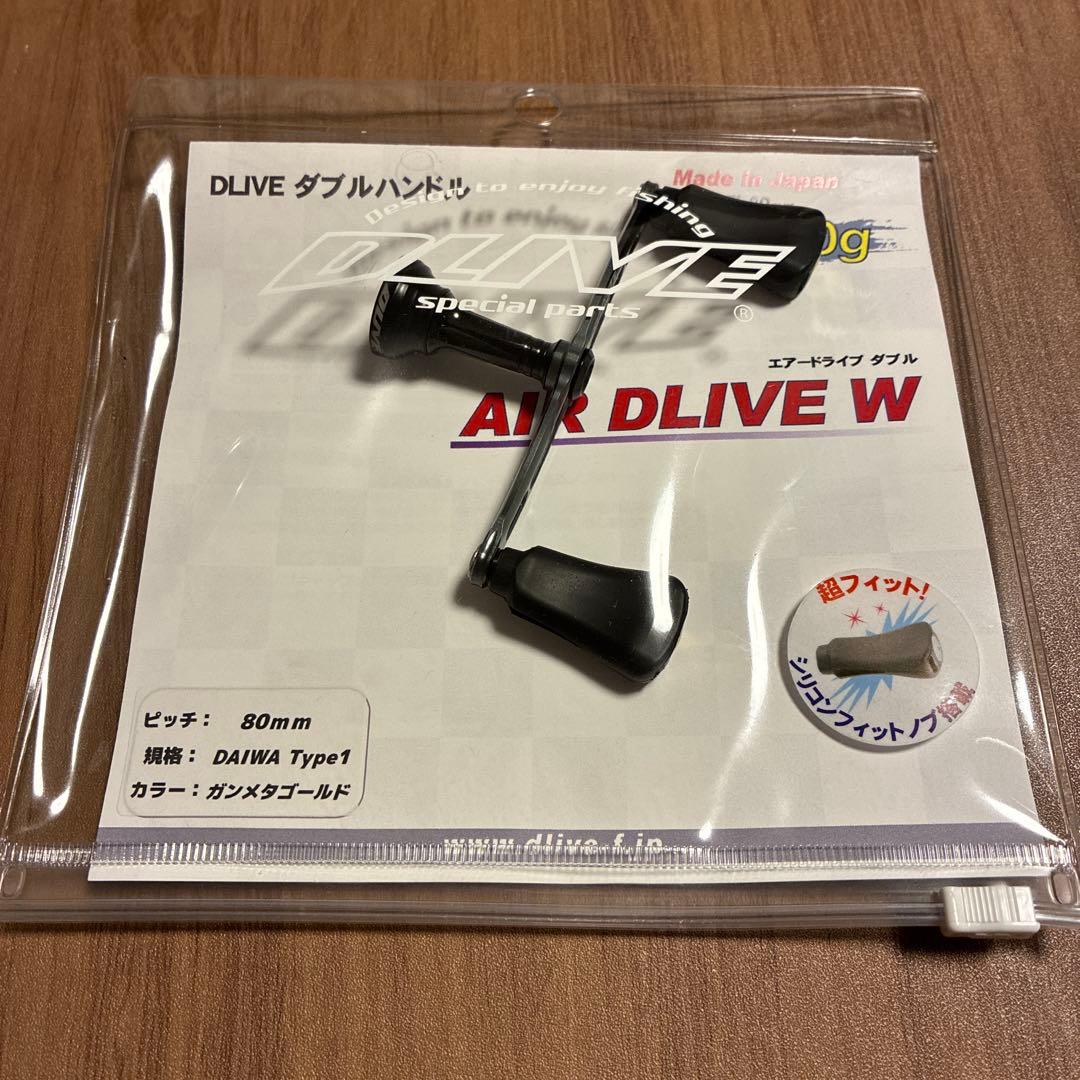 DLIVE ダブルハンドル
Made in Japan
Design to enjoy fishing
DLIVE
special parts
®
0g
エアードライブ ダブル
AIR DLIVE W
超フィット!
シリコンフィットノブ搭載
ピッチ: 80mm
規格: DAIWA Type1
カラー:ガンメタゴールド
www.dlive-f.jp
DLIVE